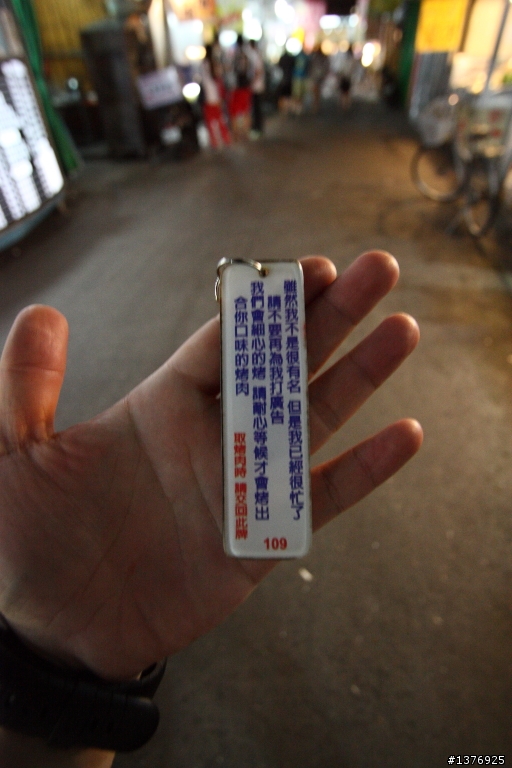 雖然我不是很有名 但是我已經很忙了
請不要再為我打廣告
我們會細心的烤 請耐心等候才會烤出
合你口味的烤肉
取烤肉時 請交回此牌
109
#1376925